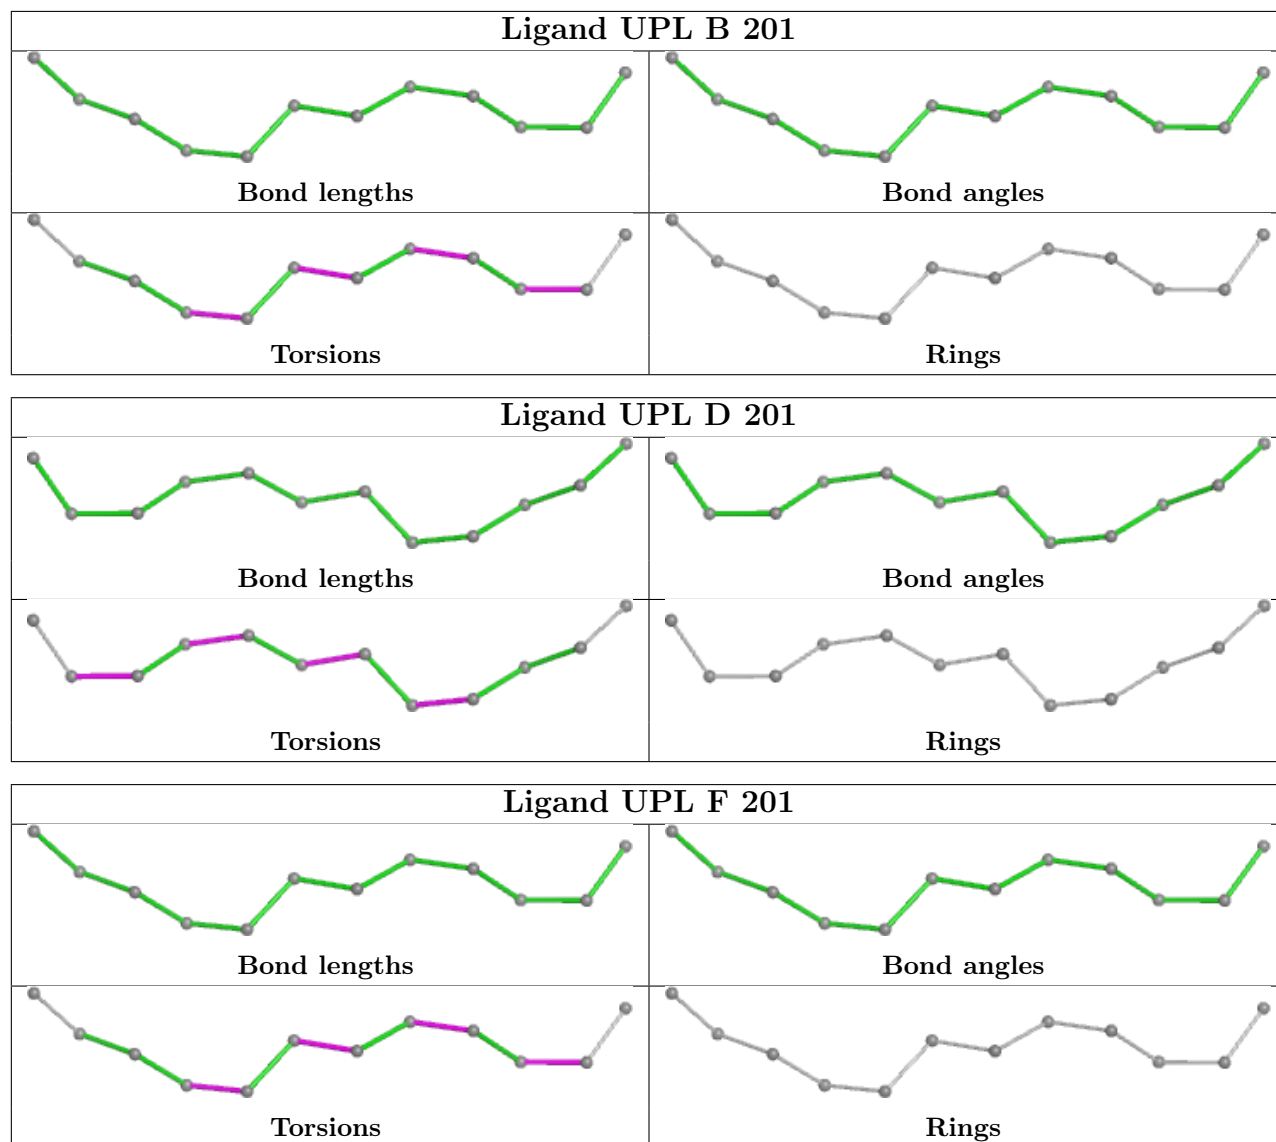 Ligand UPL B 201
Bond lengths
Bond angles
Torsions
Rings
Ligand UPL D 201
Bond lengths
Bond angles
Torsions
Rings
Ligand UPL F 201
Bond lengths
Bond angles
Torsions
Rings